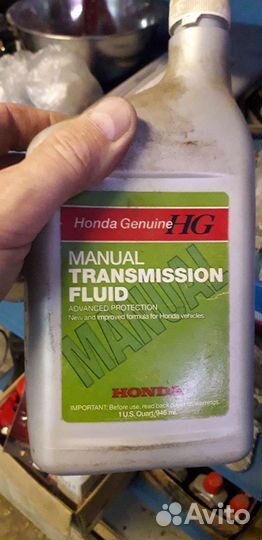 Honda Genuine HG
MANUAL
TRANSMISSION
FLUID
ADVANCED PROTECTION
New and improved formula for Honda vehicles
MANUAL
HONDA
IMPORTANT: Before use, read back panel warnings.
1 U.S. Quart/946 ml
Avito